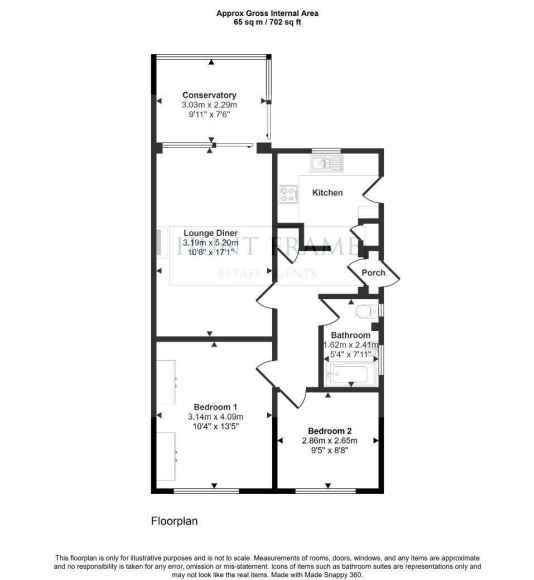 Approx Gross Internal Area
65 sq m / 702 sq ft
Conservatory
3.03m x 2.29m
9'11" x 7'6"
Kitchen
Lounge Diner
3.19m x 5.20m
10'6" x 17'1"
HUNT FRAME
ESTATE AGENTS
Porch
Bathroom
1.62m x 2.41m
5'4" x 7'11"
Bedroom 1
3.14m x 4.09m
10'4" x 13'5"
Bedroom 2
2.86m x 2.65m
9'5" x 8'8"
Floorplan
This floorplan is only for illustrative purposes and is not to scale. Measurements of rooms, doors, windows, and any items are approximate
and no responsibility is taken for any error, omission or mis-statement. Icons of items such as bathroom suites are representations only and
may not look like the real items. Made with Made Snappy 360.